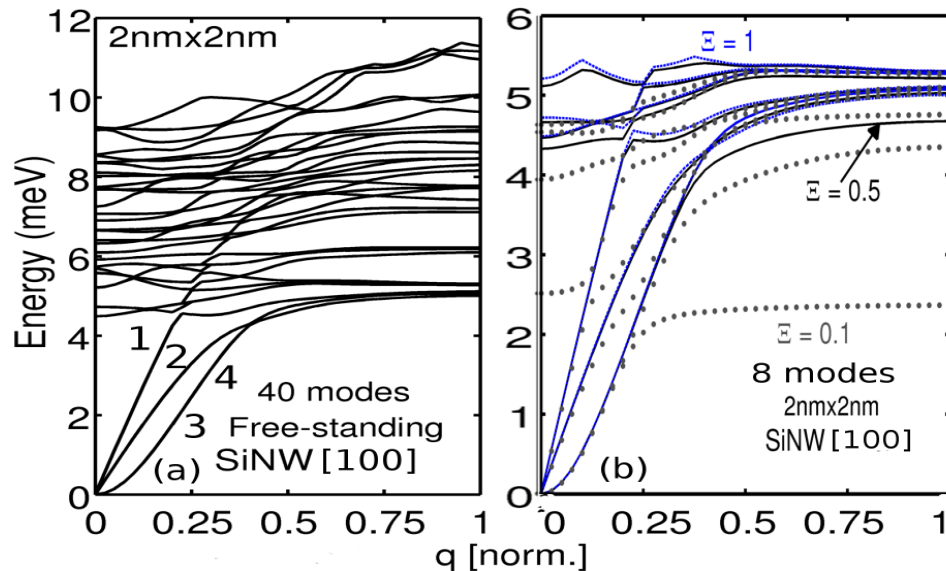 12
10
8
6
4
2
0
Energy (meV)
2nmx2nm
1
2
4
3
40 modes
Free-standing
(a) SiNW [100]
0 0.25 0.5 0.75 1
6
5
4
3
2
1
0
Ξ = 1
Ξ = 0.5
Ξ = 0.1
8 modes
2nmx2nm
(b) SiNW [100]
0 0.25 0.5 0.75 1
q [norm.]